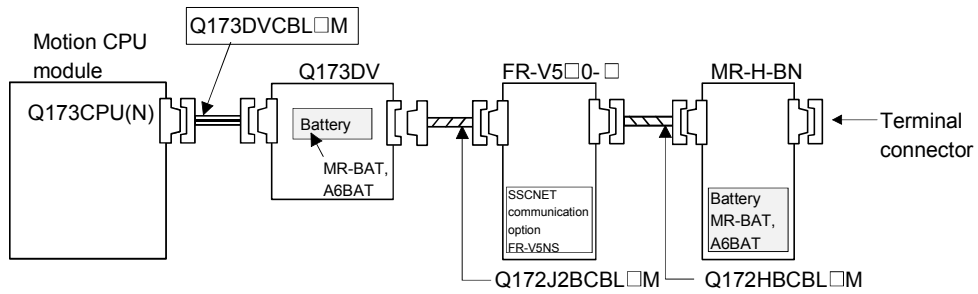 Q173DVCBL□M
Motion CPU
module
Q173DV
FR-V5□0-□
MR-H-BN
Q173CPU(N)
Battery
Terminal
connector
MR-BAT,
A6BAT
SSCNET
communication
option
FR-V5NS
Battery
MR-BAT,
A6BAT
Q172J2BCBL□M
Q172HBCBL□M